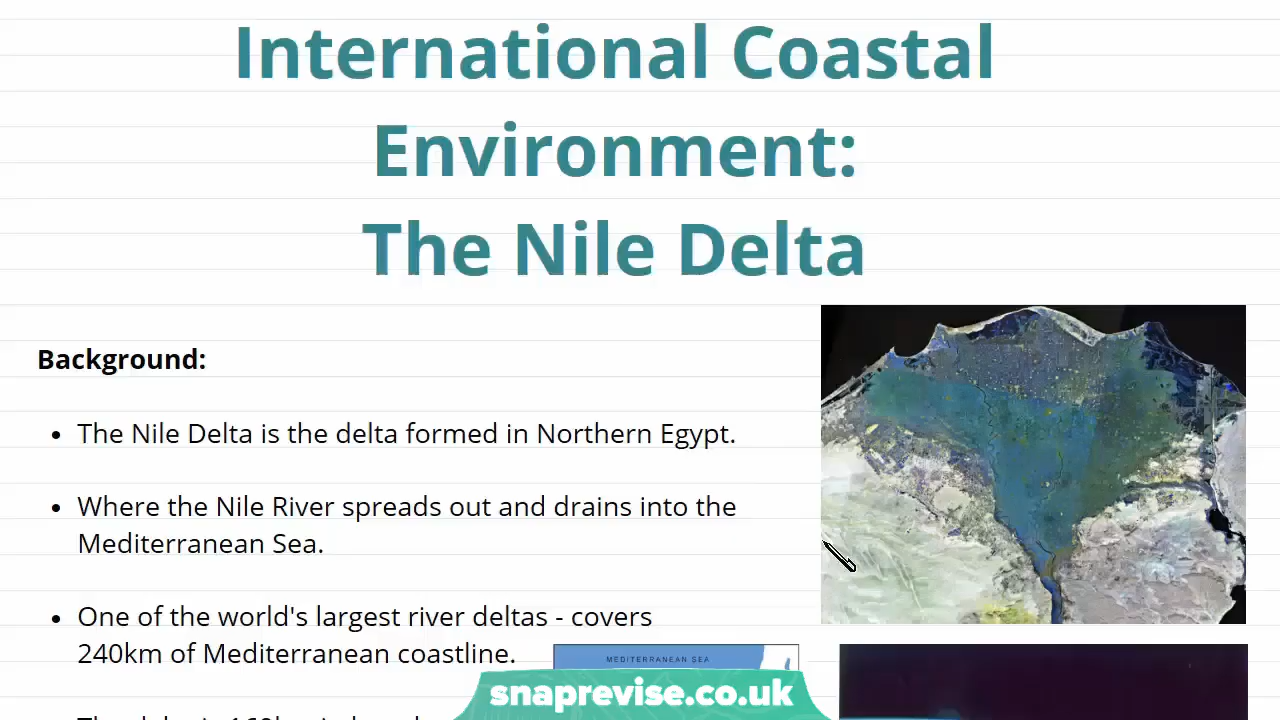 International Coastal
Environment:
The Nile Delta
Background:
• The Nile Delta is the delta formed in Northern Egypt.
• Where the Nile River spreads out and drains into the
Mediterranean Sea.
• One of the world's largest river deltas - covers
240km of Mediterranean coastline.
MEDITERRANEAN SEA
snaprevise.co.uk